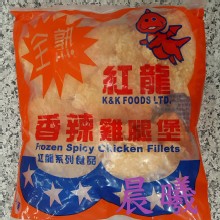 全熟
紅龍
K&K FOODS LTD.
香辣雞腿堡
Frozen Spicy Chicken Fillets
紅龍系列食品
晨曦